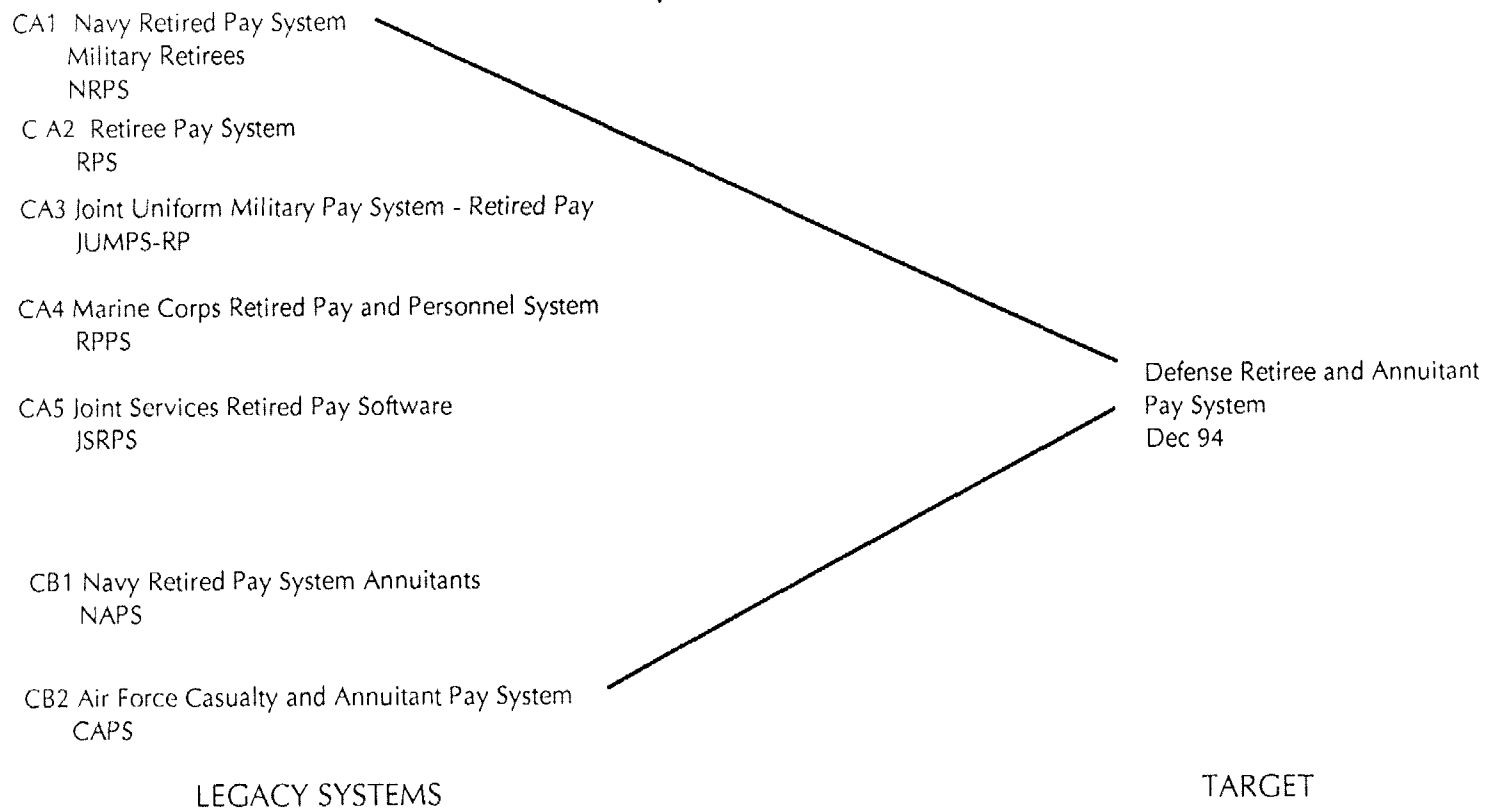 CA1 Navy Retired Pay System
Military Retirees
NRPS
C A2 Retiree Pay System
RPS
CA3 Joint Uniform Military Pay System - Retired Pay
JUMPS-RP
CA4 Marine Corps Retired Pay and Personnel System
RPPS
CA5 Joint Services Retired Pay Software
JSRPS
CB1 Navy Retired Pay System Annuitants
NAPS
CB2 Air Force Casualty and Annuitant Pay System
CAPS
LEGACY SYSTEMS
Defense Retiree and Annuitant
Pay System
Dec 94
TARGET